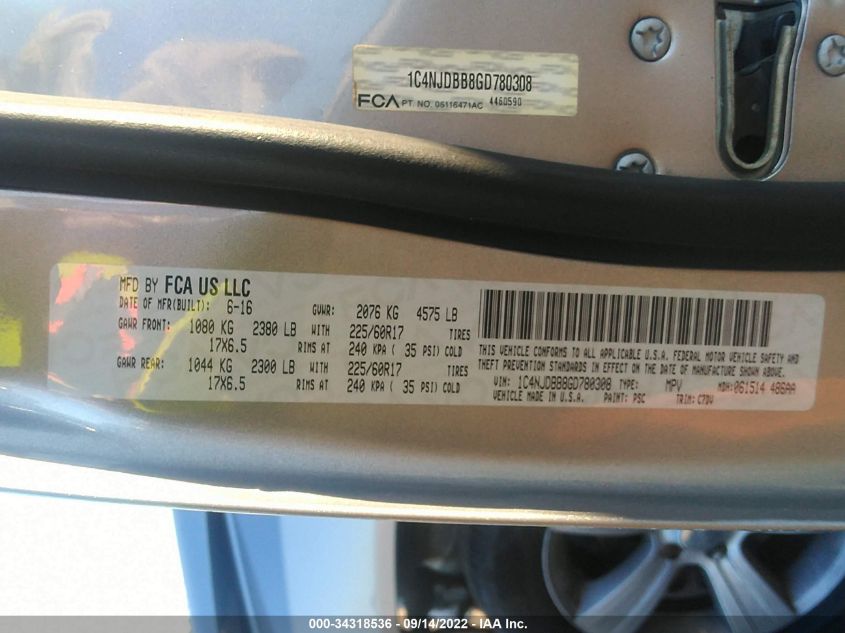 1C4NJDBB8GD780308
FCA PT. NO. 05116471AC 4460590
MFD BY FCA US LLC
DATE OF MFR(BUILT): 6-16 GVWR: 2076 KG 4575 LB
GAWR FRONT: 1080 KG 2380 LB WITH 225/60R17 TIRES
17X6.5 RIMS AT 240 KPA ( 35 PSI) COLD
GAWR REAR: 1044 KG 2300 LB WITH 225/60R17 TIRES
17X6.5 RIMS AT 240 KPA ( 35 PSI) COLD
THIS VEHICLE CONFORMS TO ALL APPLICABLE U.S.A. FEDERAL MOTOR VEHICLE SAFETY AND
THEFT PREVENTION STANDARDS IN EFFECT ON THE DATE OF MANUFACTURE SHOWN ABOVE.
VIN: 1C4NJDBB8GD780308 TYPE: MPV MDH: 061514 486AA
VEHICLE MADE IN U.S.A. PAINT: PSC TRIM: C7DV
000-34318536 - 09/14/2022 - IAA Inc.